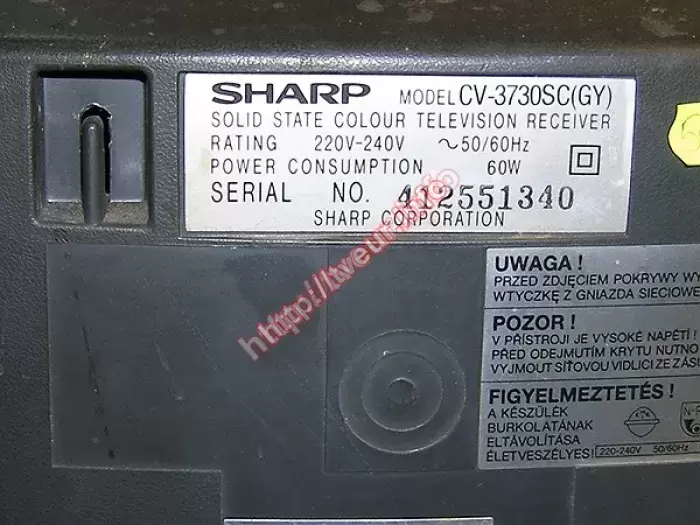 SHARP MODEL CV-3730SC(GY)
SOLID STATE COLOUR TELEVISION RECEIVER
RATING 220V-240V ~50/60Hz
POWER CONSUMPTION 60W
SERIAL NO. 412551340
SHARP CORPORATION
UWAGA !
PRZED ZDJĘCIEM POKRYWY WY
WTYCZKĘ Z GNIAZDA SIECIOWE
POZOR !
V PŘÍSTROJI JE VYSOKÉ NAPĚTÍ !
PŘED ODEJMUTÍM KRYTU NUTNO
VYJMOUT SÍŤOVOU VIDLICI ZE ZÁSU
FIGYELMEZTETÉS !
A KÉSZÜLÉK
BURKOLATÁNAK
ELTÁVOLÍTÁSA
ÉLETVESZÉLYES!
220-240V 50/60Hz